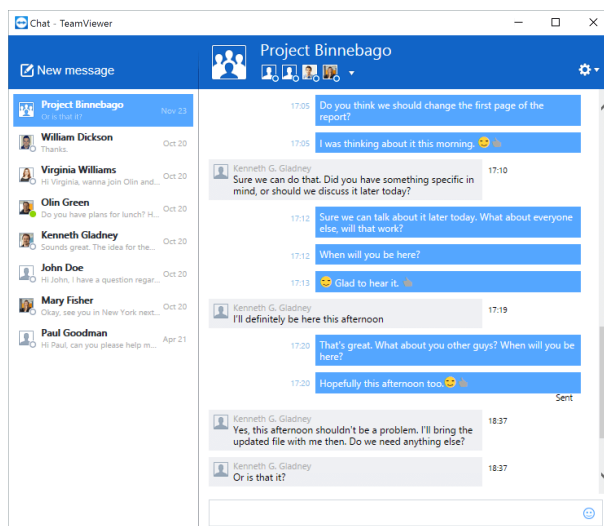 Chat - TeamViewer
New message
Project Binnebago
Project Binnebago
Nov 23
Or is that it?
William Dickson
Oct 20
Thanks.
Virginia Williams
Oct 20
Hi Virginia, wanna join Olin and...
Olin Green
Oct 20
Do you have plans for lunch? H...
Kenneth Gladney
Oct 20
Sounds great. The idea for the...
John Doe
Oct 20
Hi John, I have a question regar...
Mary Fisher
Oct 20
Okay, see you in New York next...
Paul Goodman
Apr 21
Hi Paul, can you please help m...
17:05
Do you think we should change the first page of the
report?
17:05
I was thinking about it this morning.
Kenneth G. Gladney
17:10
Sure we can do that. Did you have something specific in
mind, or should we discuss it later today?
17:12
Sure we can talk about it later today. What about everyone
else, will that work?
17:12
When will you be here?
17:13
Glad to hear it.
Kenneth G. Gladney
17:19
I'll definitely be here this afternoon
17:20
That's great. What about you other guys? When will you be
here?
17:20
Hopefully this afternoon too.
Sent
Kenneth G. Gladney
18:37
Yes, this afternoon shouldn't be a problem. I'll bring the
updated file with me then. Do we need anything else?
Kenneth G. Gladney
18:37
Or is that it?